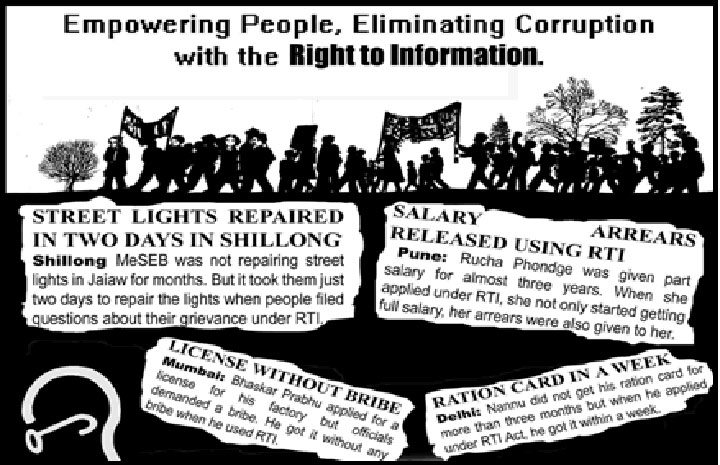 Empowering People, Eliminating Corruption
with the Right to Information.
STREET LIGHTS REPAIRED
IN TWO DAYS IN SHILLONG
Shillong MeSEB was not repairing street
lights in Jaiaw for months. But it took them just
two days to repair the lights when people filed
questions about their grievance under RTI.
SALARY ARREARS
RELEASED USING RTI
Pune: Rucha Phondge was given part
salary for almost three years. When she
applied under RTI, she not only started getting
full salary, her arrears were also given to her.
LICENSE WITHOUT BRIBE
Mumbai: Bhaskar Prabhu applied for a
license for his factory but officials
demanded a bribe. He got it without any
bribe when he used RTI.
RATION CARD IN A WEEK
Delhi: Nannu did not get his ration card for
more than three months but when he applied
under RTI Act, he got it within a week.